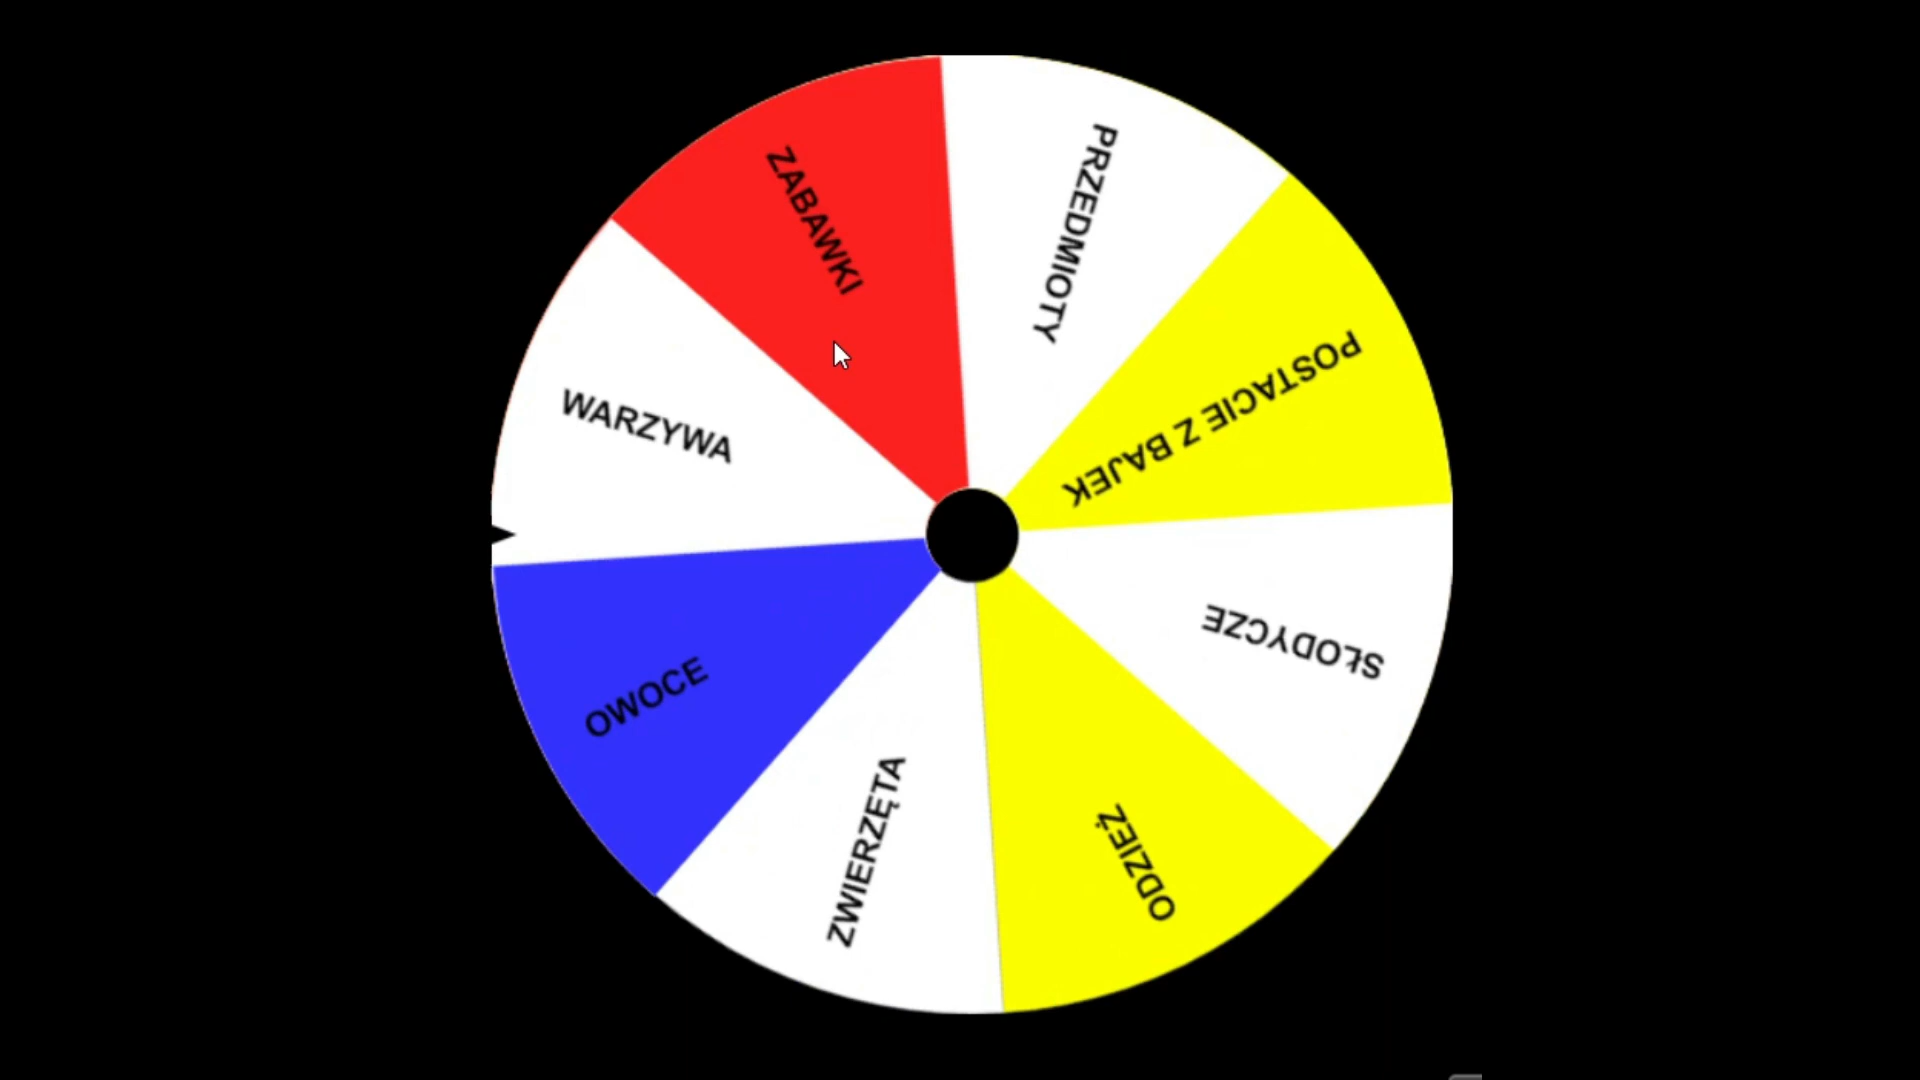 ZABAWKI
PRZEDMIOTY
POSTACIE Z BAJEK
SŁODYCZE
ODZIEŻ
ZWIERZĘTA
OWOCE
WARZYWA